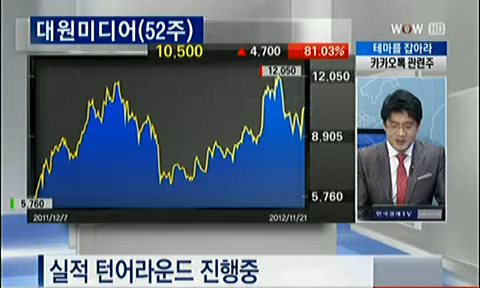 대원미디어(52주)
10,500 ▲ 4,700 81.03%
WOW HD
테마를 잡아라
카카오톡 관련주
12,050
12,050
8,905
5,760
5,760
2011/12/7 2012/11/21
한국경제TV
실적 턴어라운드 진행중